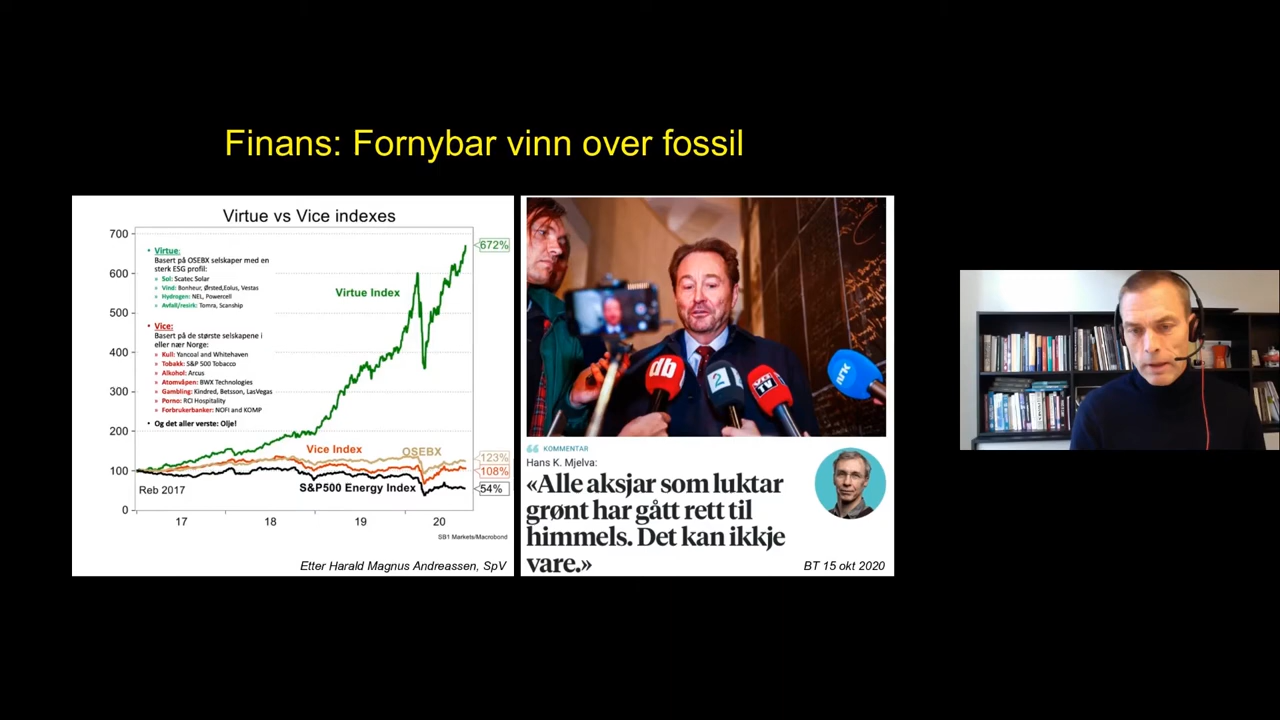 Finans: Fornybar vinn over fossil
Virtue vs Vice indexes
700
600
500
400
300
200
100
0
• Virtue:
Basert på OSEBX selskaper med en
sterk ESG profil:
Sol: Scatec Solar
Vind: Bonheur, Ørsted,Eolus, Vestas
Hydrogen: NEL, Powercell
Avfall/resirk: Tomra, Scanship
• Vice:
Basert på de største selskapene i
eller nær Norge:
Kull: Yancoal and Whitehaven
Tobakk: S&P 500 Tobacco
Alkohol: Arcus
Atomvåpen: BWX Technologies
Gambling: Kindred, Betsson, LasVegas
Porno: RCI Hospitality
Forbrukerbanker: NOFI and KOMP
• Og det aller verste: Olje!
Virtue Index
672%
Vice Index
OSEBX
123%
108%
S&P500 Energy Index
54%
Reb 2017
17
18
19
20
SB1 Markets/Macrobond
Etter Harald Magnus Andreassen, SpV
db
2
VG
TV
nrk
KOMMENTAR
Hans K. Mjelva:
«Alle aksjar som luktar
grønt har gått rett til
himmels. Det kan ikkje
vare.»
BT 15 okt 2020